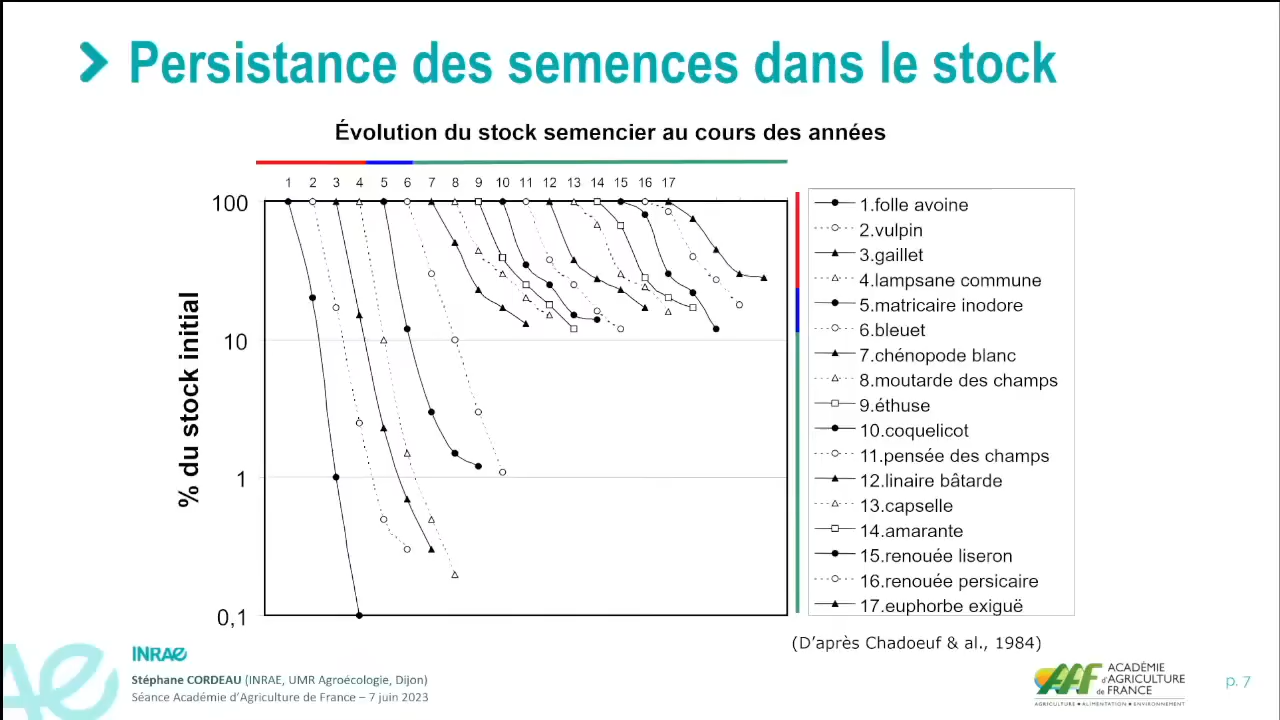 Persistance des semences dans le stock
Évolution du stock semencier au cours des années
1 2 3 4 5 6 7 8 9 10 11 12 13 14 15 16 17
100
10
1
0,1
% du stock initial
1.folle avoine
2.vulpin
3.gaillet
4.lampsane commune
5.matricaire inodore
6.bleuet
7.chénopode blanc
8.moutarde des champs
9.éthuse
10.coquelicot
11.pensée des champs
12.linaire bâtarde
13.capselle
14.amarante
15.renouée liseron
16.renouée persicaire
17.euphorbe exiguë
(D'après Chadoeuf & al., 1984)
INRAE
Stéphane CORDEAU (INRAE, UMR Agroécologie, Dijon)
Séance Académie d'Agriculture de France – 7 juin 2023
AAF
ACADÉMIE
d'AGRICULTURE
de FRANCE
AGRICULTURE • ALIMENTATION • ENVIRONNEMENT
p. 7